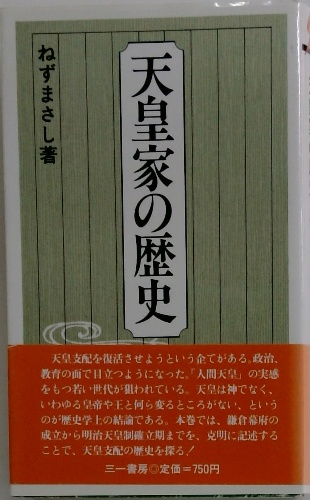 天皇家の歴史
ねずまさし著
天皇支配を復活させようという企てがある。政治、
教育の面で目立つようになった。「人間天皇」の実感
をもつ若い世代が狙われている。天皇は神でなく、
いわゆる皇帝や王と何ら変るところがない、という
のが歴史学上の結論である。本巻では、鎌倉幕府の
成立から明治天皇制確立期までを、克明に記述する
ことで、天皇支配の歴史を探る!
三一書房◎定価=750円